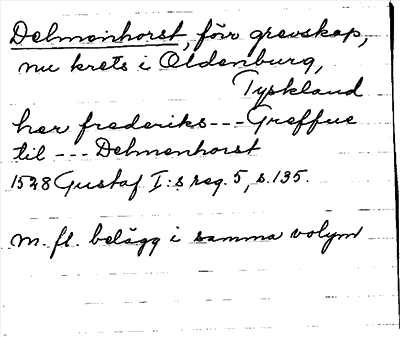 Delmenhorst, förr grevskap,
nu krets i Oldenburg,
Tyskland
her frederiks --- Greffue
til --- Delmenhorst
1528 Gustaf I:s reg. 5, s. 135.
m. fl. belägg i samma volym